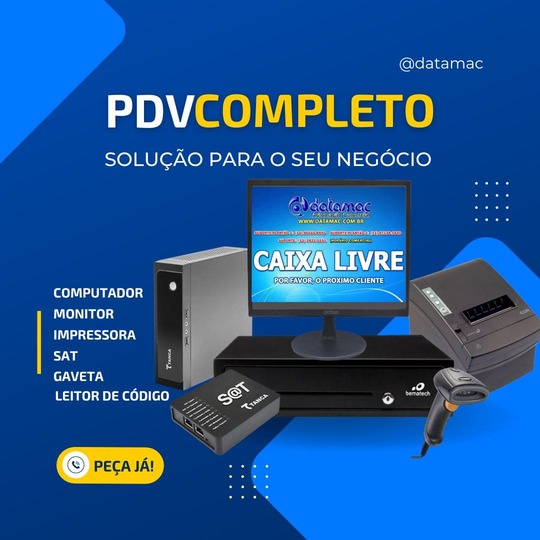 @datamac
PDVCOMPLETO
SOLUÇÃO PARA O SEU NEGÓCIO
datamac
WWW.DATAMAC.COM.BR
CAIXA LIVRE
POR FAVOR, O PROXIMO CLIENTE
COMPUTADOR
MONITOR
IMPRESSORA
SAT
GAVETA
LEITOR DE CÓDIGO
TANCA
S@T
TANCA
bematech
PEÇA JÁ!